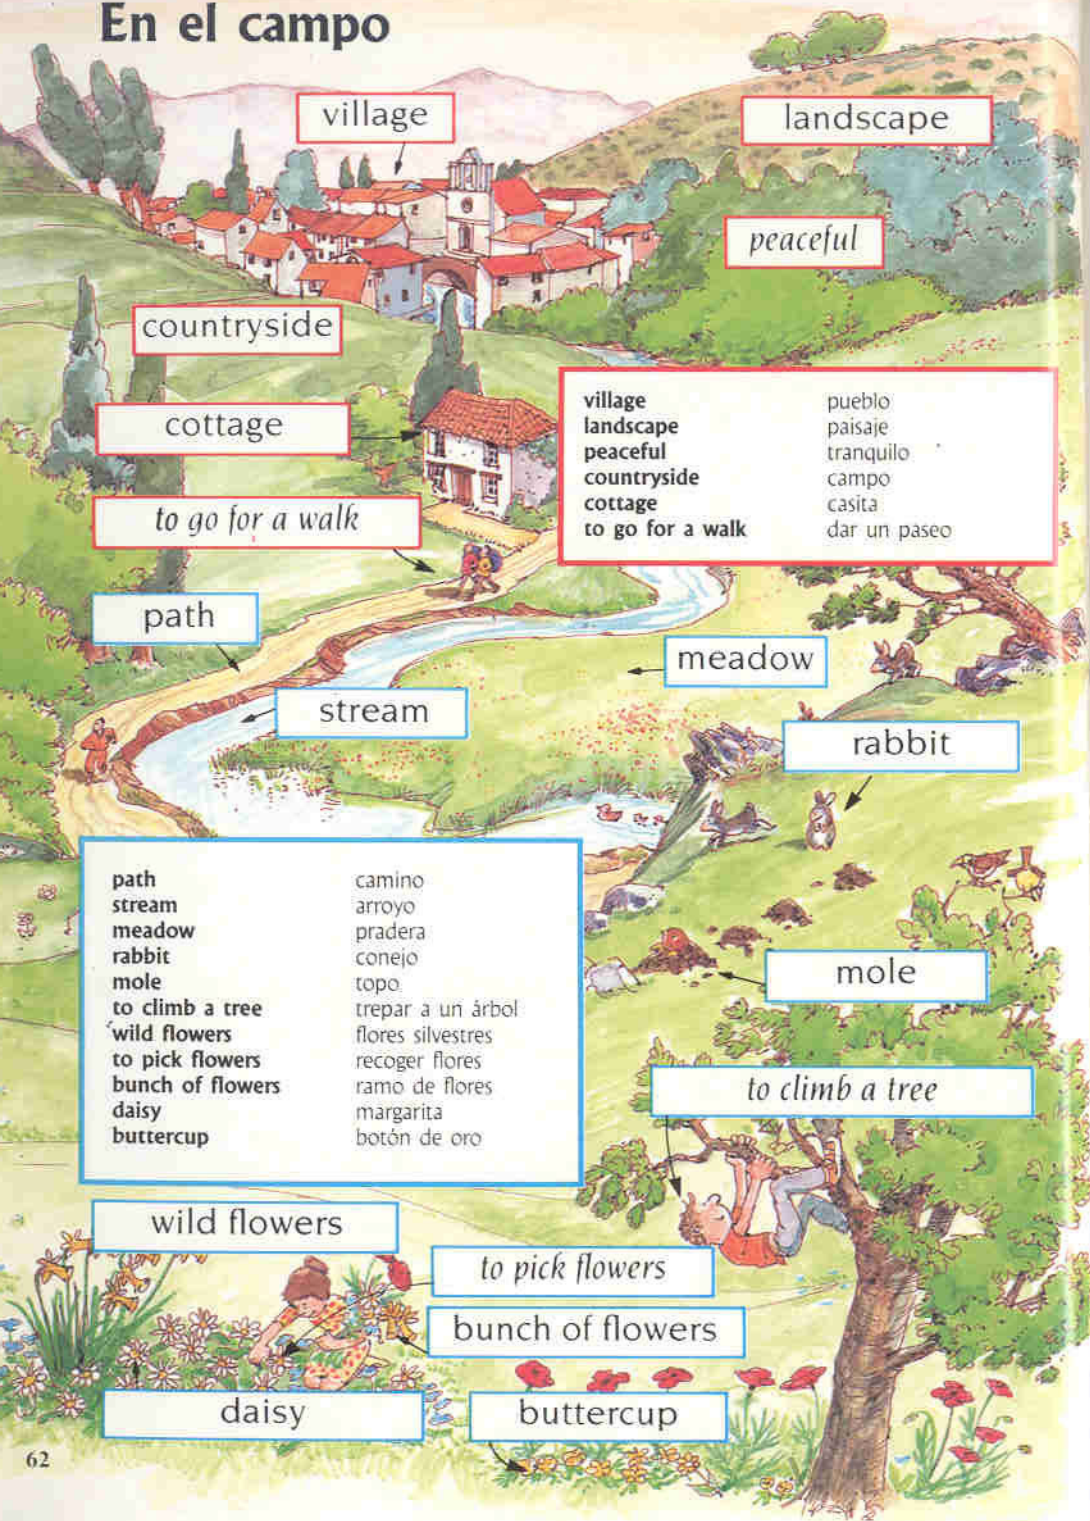 En el campo
village
landscape
peaceful
countryside
cottage
village pueblo
landscape paisaje
peaceful tranquilo
countryside campo
cottage casita
to go for a walk dar un paseo
to go for a walk
path
meadow
stream
rabbit
path camino
stream arroyo
meadow pradera
rabbit conejo
mole topo
to climb a tree trepar a un árbol
wild flowers flores silvestres
to pick flowers recoger flores
bunch of flowers ramo de flores
daisy margarita
buttercup botón de oro
mole
to climb a tree
wild flowers
to pick flowers
bunch of flowers
daisy
buttercup
62